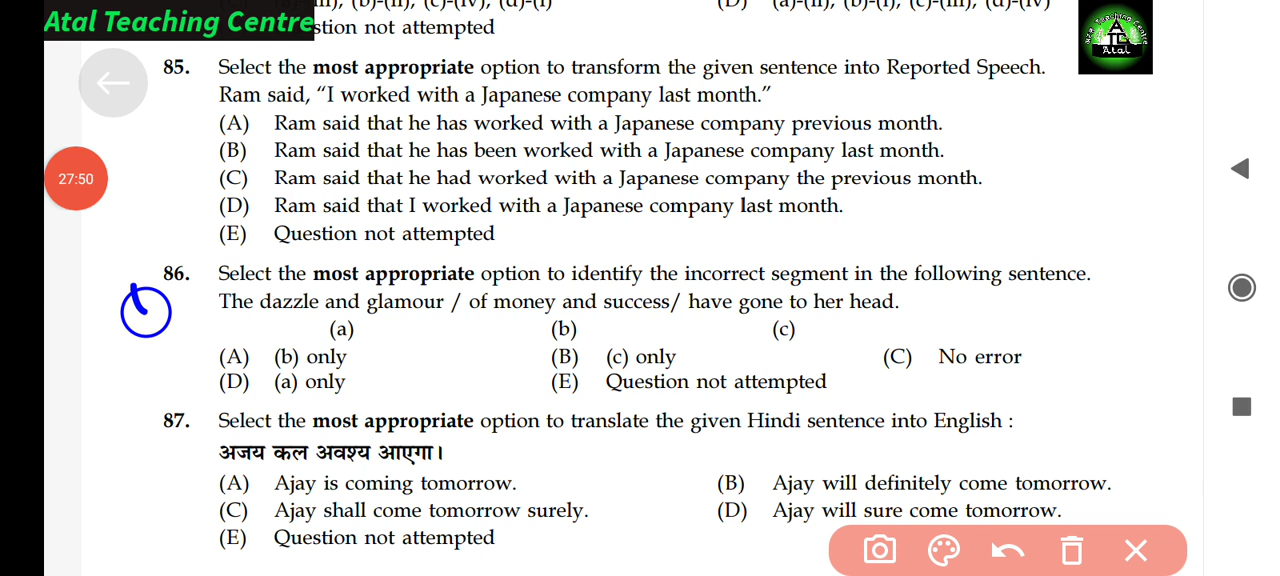 (D) (a)-(ii), (b)-(i), (c)-(iii), (d)-(iv)
Atal Teaching Centre
stion not attempted
Atal
85. Select the most appropriate option to transform the given sentence into Reported Speech.
Ram said, “I worked with a Japanese company last month.”
(A) Ram said that he has worked with a Japanese company previous month.
(B) Ram said that he has been worked with a Japanese company last month.
27:50
(C) Ram said that he had worked with a Japanese company the previous month.
(D) Ram said that I worked with a Japanese company last month.
(E) Question not attempted
86. Select the most appropriate option to identify the incorrect segment in the following sentence.
The dazzle and glamour / of money and success/ have gone to her head.
(a) (b) (c)
(A) (b) only (B) (c) only (C) No error
(D) (a) only (E) Question not attempted
87. Select the most appropriate option to translate the given Hindi sentence into English :
अजय कल अवश्य आएगा।
(A) Ajay is coming tomorrow. (B) Ajay will definitely come tomorrow.
(C) Ajay shall come tomorrow surely. (D) Ajay will sure come tomorrow.
(E) Question not attempted